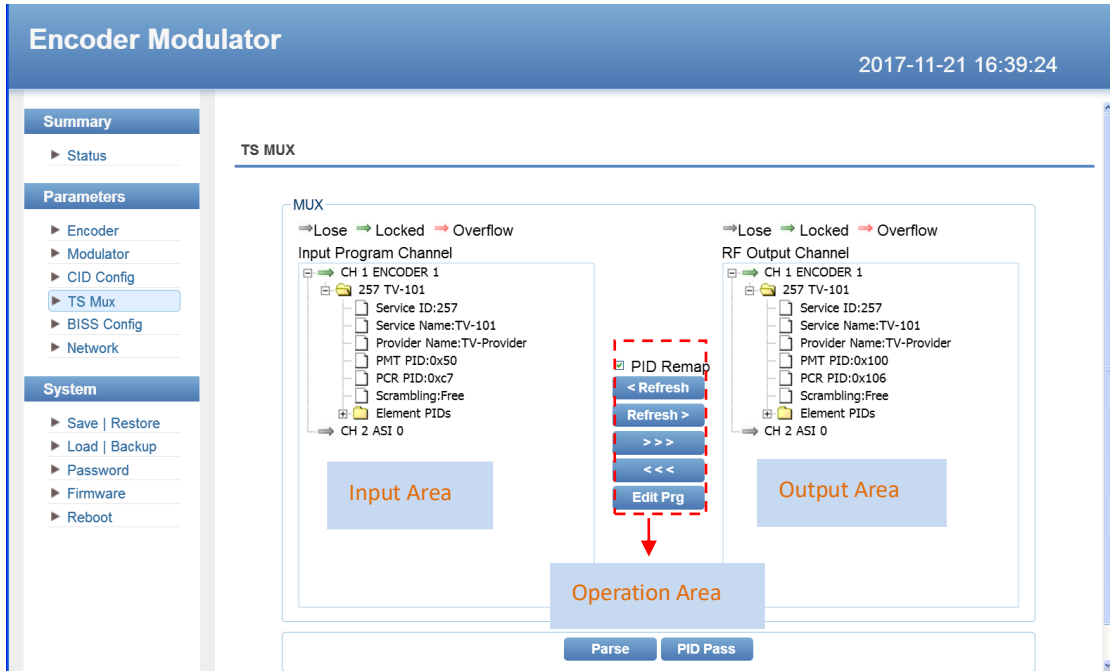 Encoder Modulator
2017-11-21 16:39:24
Summary
Status
Parameters
Encoder
Modulator
CID Config
TS Mux
BISS Config
Network
System
Save | Restore
Load | Backup
Password
Firmware
Reboot
TS MUX
MUX
Lose Locked Overflow
Input Program Channel
CH 1 ENCODER 1
257 TV-101
Service ID:257
Service Name:TV-101
Provider Name:TV-Provider
PMT PID:0x50
PCR PID:0xc7
Scrambling:Free
Element PIDs
CH 2 ASI 0
Input Area
PID Remap
< Refresh
Refresh >
> > >
< < <
Edit Prg
Operation Area
Lose Locked Overflow
RF Output Channel
CH 1 ENCODER 1
257 TV-101
Service ID:257
Service Name:TV-101
Provider Name:TV-Provider
PMT PID:0x100
PCR PID:0x106
Scrambling:Free
Element PIDs
CH 2 ASI 0
Output Area
Parse PID Pass